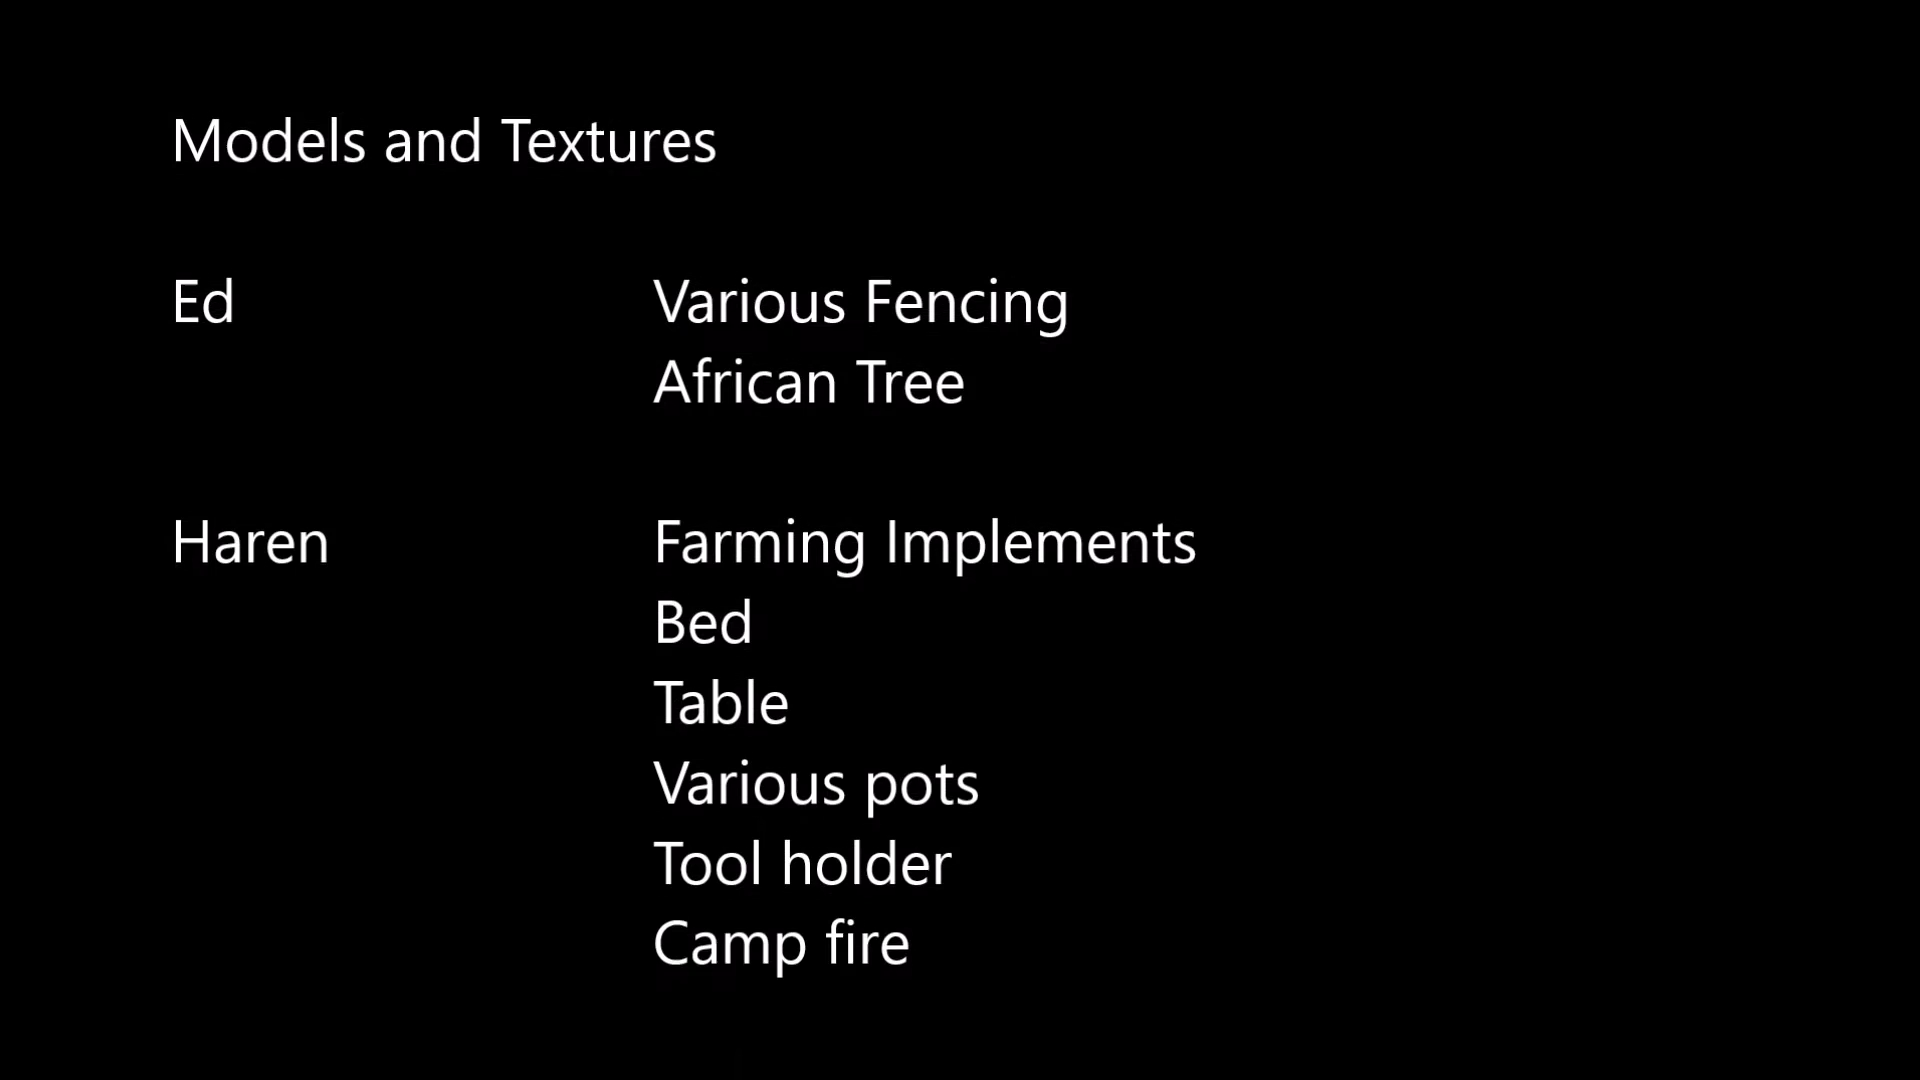 Models and Textures
Ed Various Fencing
African Tree
Haren Farming Implements
Bed
Table
Various pots
Tool holder
Camp fire